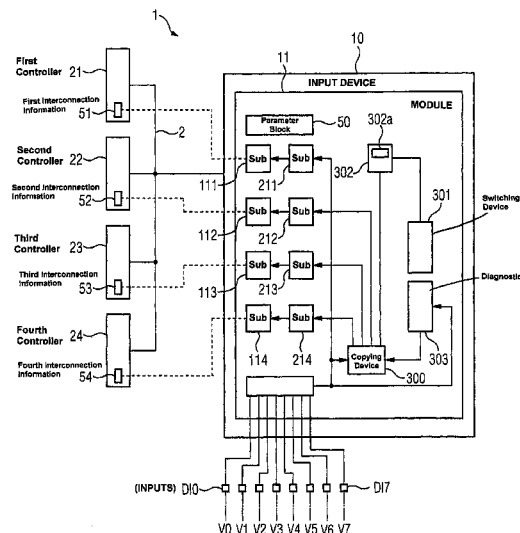 1
10
11
INPUT DEVICE
MODULE
First
Controller
21
First Interconnection
Information
51
2
Second
Controller
22
Second Interconnection
Information
52
Third
Controller
23
Third Interconnection
Information
53
Fourth
Controller
24
Fourth Interconnection
Information
54
Parameter
Block
50
302a
302
301
Switching
Device
Sub
Sub
111
211
Sub
Sub
112
212
Sub
Sub
113
213
Sub
Sub
114
214
Diagnostic
303
Copying
Device
300
(INPUTS)
DI0
DI7
V0 V1 V2 V3 V4 V5 V6 V7